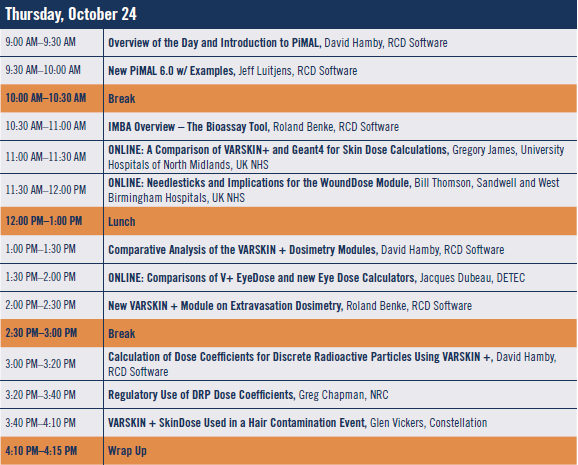 Thursday, October 24
9:00 AM–9:30 AM Overview of the Day and Introduction to PiMAL, David Hamby, RCD Software
9:30 AM–10:00 AM New PiMAL 6.0 w/ Examples, Jeff Luitjens, RCD Software
10:00 AM–10:30 AM Break
10:30 AM–11:00 AM IMBA Overview – The Bioassay Tool, Roland Benke, RCD Software
11:00 AM–11:30 AM ONLINE: A Comparison of VARSKIN+ and Geant4 for Skin Dose Calculations, Gregory James, University
Hospitals of North Midlands, UK NHS
11:30 AM–12:00 PM ONLINE: Needlesticks and Implications for the WoundDose Module, Bill Thomson, Sandwell and West
Birmingham Hospitals, UK NHS
12:00 PM–1:00 PM Lunch
1:00 PM–1:30 PM Comparative Analysis of the VARSKIN + Dosimetry Modules, David Hamby, RCD Software
1:30 PM–2:00 PM ONLINE: Comparisons of V+ EyeDose and new Eye Dose Calculators, Jacques Dubeau, DETEC
2:00 PM–2:30 PM New VARSKIN + Module on Extravasation Dosimetry, Roland Benke, RCD Software
2:30 PM–3:00 PM Break
3:00 PM–3:20 PM Calculation of Dose Coefficients for Discrete Radioactive Particles Using VARSKIN +, David Hamby,
RCD Software
3:20 PM–3:40 PM Regulatory Use of DRP Dose Coefficients, Greg Chapman, NRC
3:40 PM–4:10 PM VARSKIN + SkinDose Used in a Hair Contamination Event, Glen Vickers, Constellation
4:10 PM–4:15 PM Wrap Up